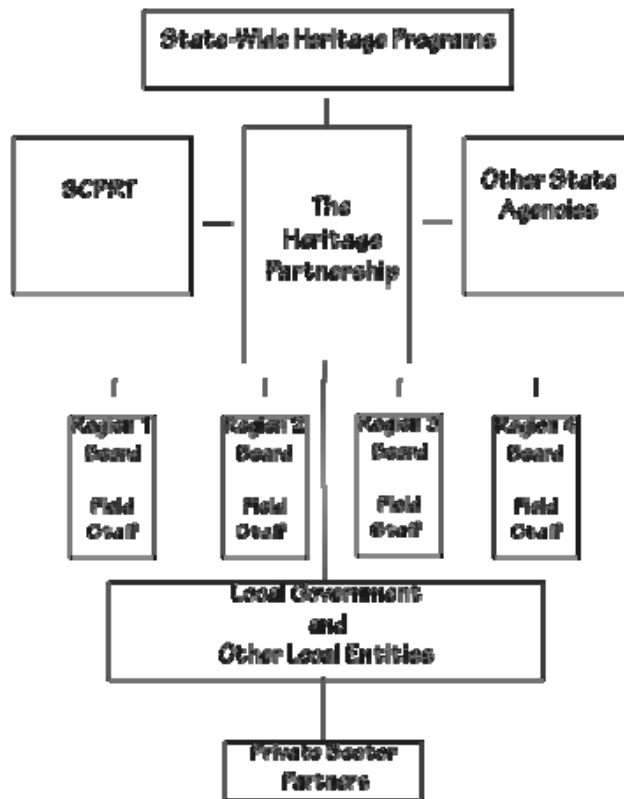 State-Wide Heritage Programs
SCPRT
The
Heritage
Partnership
Other State
Agencies
Region 1
Board
Field
Staff
Region 2
Board
Field
Staff
Region 3
Board
Field
Staff
Region 4
Board
Field
Staff
Local Government
and
Other Local Entities
Private Sector
Partners